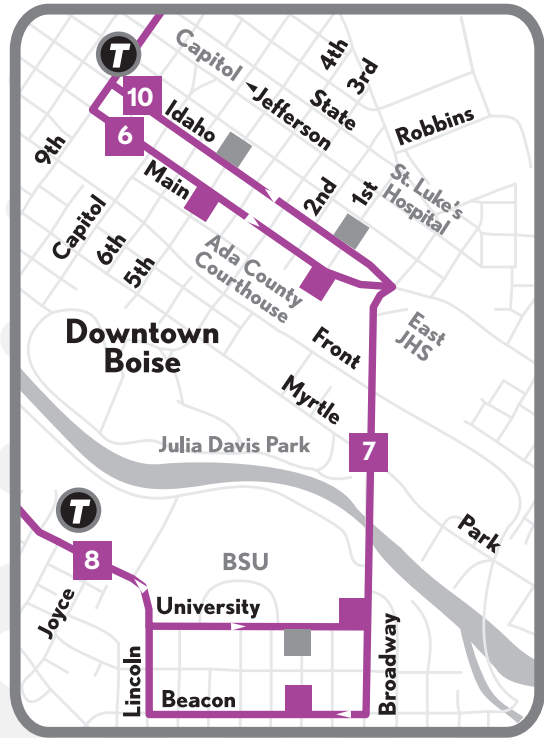 T
Capitol
4th
3rd
10
Idaho
Jefferson
State
Robbins
6
9th
Main
2nd
1st
St. Luke's
Hospital
Capitol
6th
5th
Ada County
Courthouse
Downtown
Boise
Front
East
JHS
Myrtle
Julia Davis Park
7
T
Park
8
BSU
Joyce
University
Lincoln
Broadway
Beacon